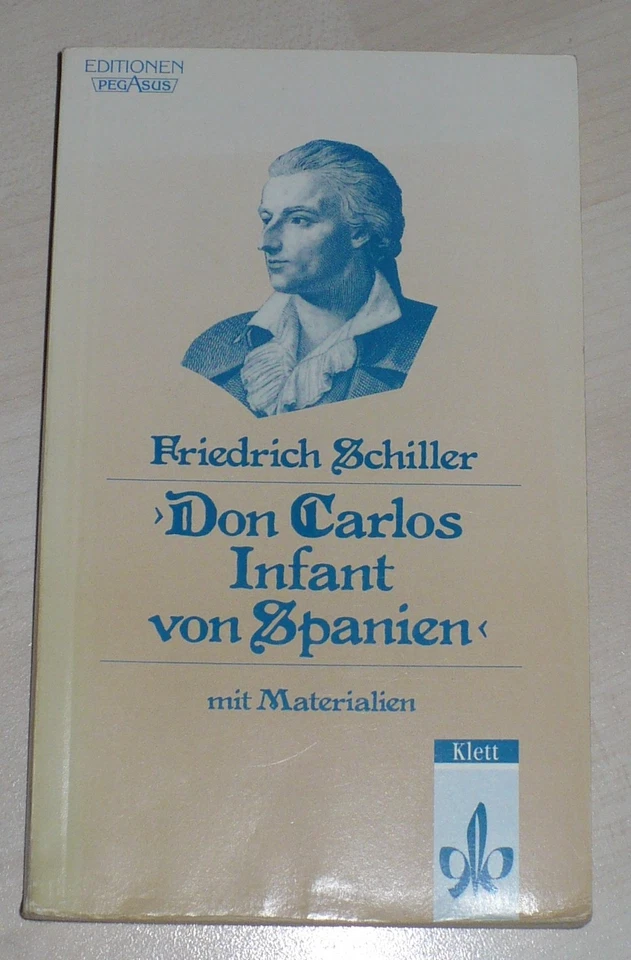 EDITIONEN
PEGASUS
Friedrich Schiller
›Don Carlos
Infant
von Spanien‹
mit Materialien
Klett